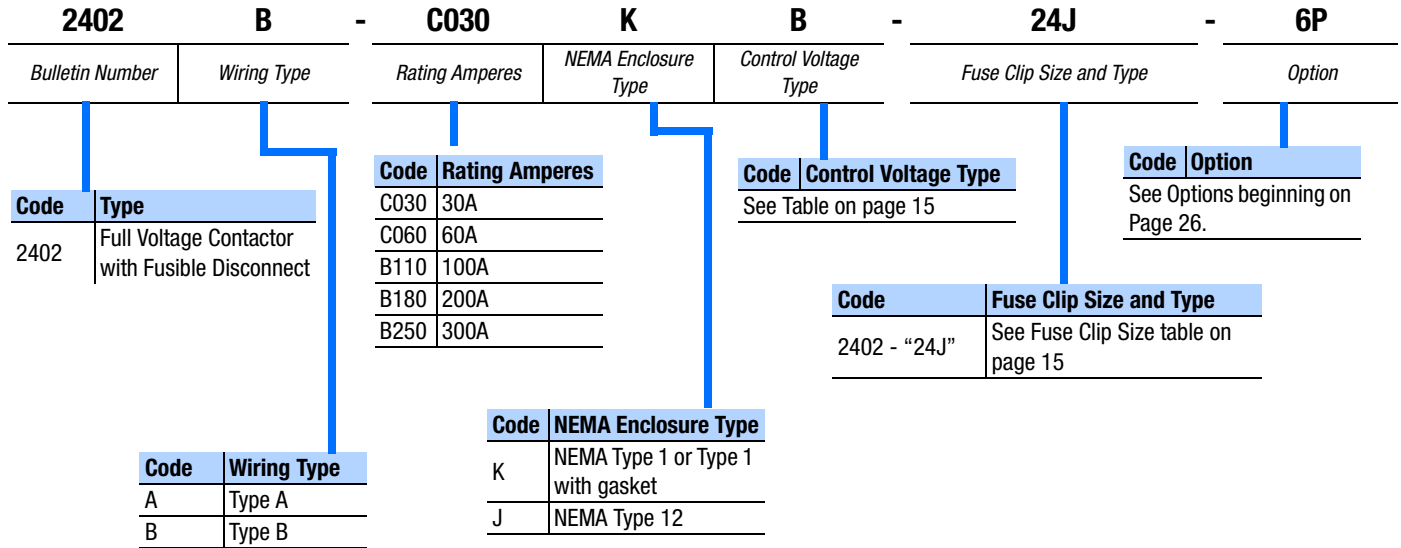 2402 B - C030 K B - 24J - 6P
Bulletin Number Wiring Type Rating Amperes NEMA Enclosure Type Control Voltage Type Fuse Clip Size and Type Option
Code Type
2402 Full Voltage Contactor
with Fusible Disconnect
Code Rating Amperes
C030 30A
C060 60A
B110 100A
B180 200A
B250 300A
Code Control Voltage Type
See Table on page 15
Code Option
See Options beginning on
Page 26.
Code Fuse Clip Size and Type
2402 - “24J” See Fuse Clip Size table on
page 15
Code Wiring Type
A Type A
B Type B
Code NEMA Enclosure Type
K NEMA Type 1 or Type 1
with gasket
J NEMA Type 12